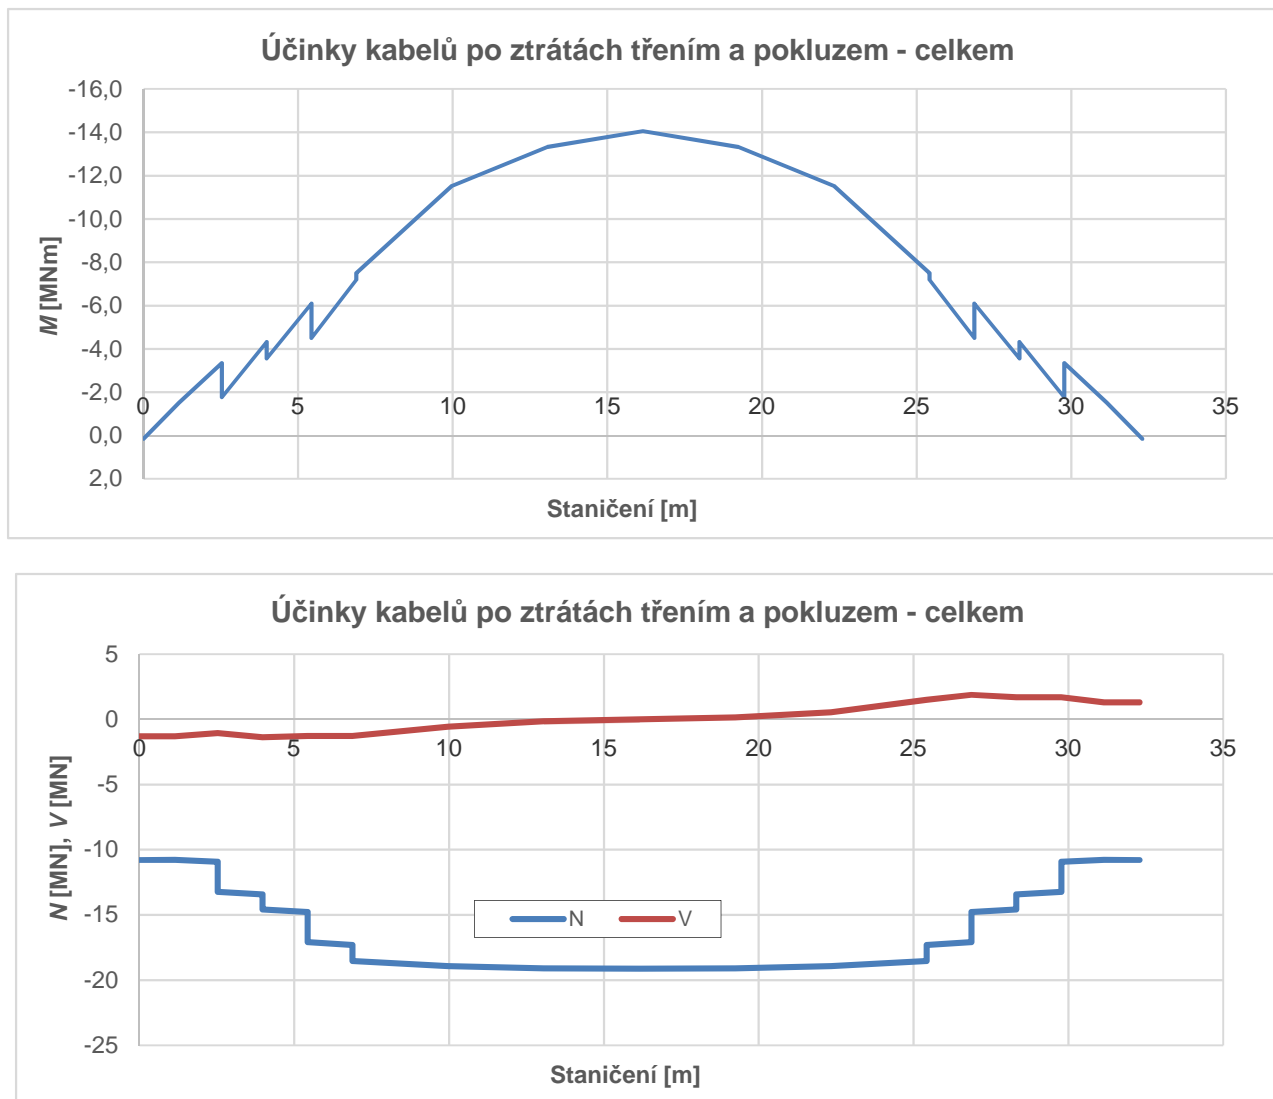 Účinky kabelů po ztrátách třením a pokluzem - celkem
-16,0
-14,0
-12,0
-10,0
-8,0
-6,0
-4,0
-2,0
0,0
2,0
M [MNm]
0 5 10 15 20 25 30 35
Staničení [m]
Účinky kabelů po ztrátách třením a pokluzem - celkem
5
0
-5
-10
-15
-20
-25
N [MN], V [MN]
0 5 10 15 20 25 30 35
N V
Staničení [m]